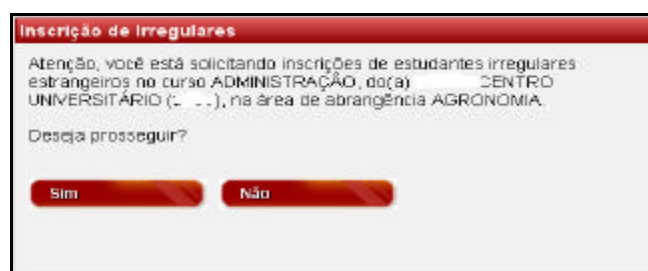 Inscrição de Irregulares
Atenção, você está solicitando inscrições de estudantes irregulares
estrangeiros no curso ADMINISTRAÇÃO, do(a) CENTRO
UNIVERSITÁRIO ( ), na área de abrangência AGRONOMIA.
Deseja prosseguir?
Sim Não